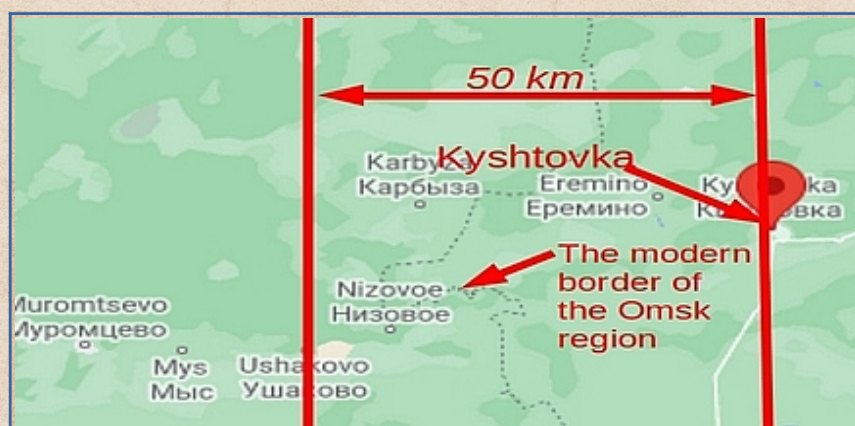 50 km
Kyshtovka
Karbyza
Карбыза
Eremino
Еремино
The modern
border of
the Omsk
region
Nizovoe
Низовое
Muromtsevo
Муромцево
Mys
Мыс
Ushakovo
Ушаково